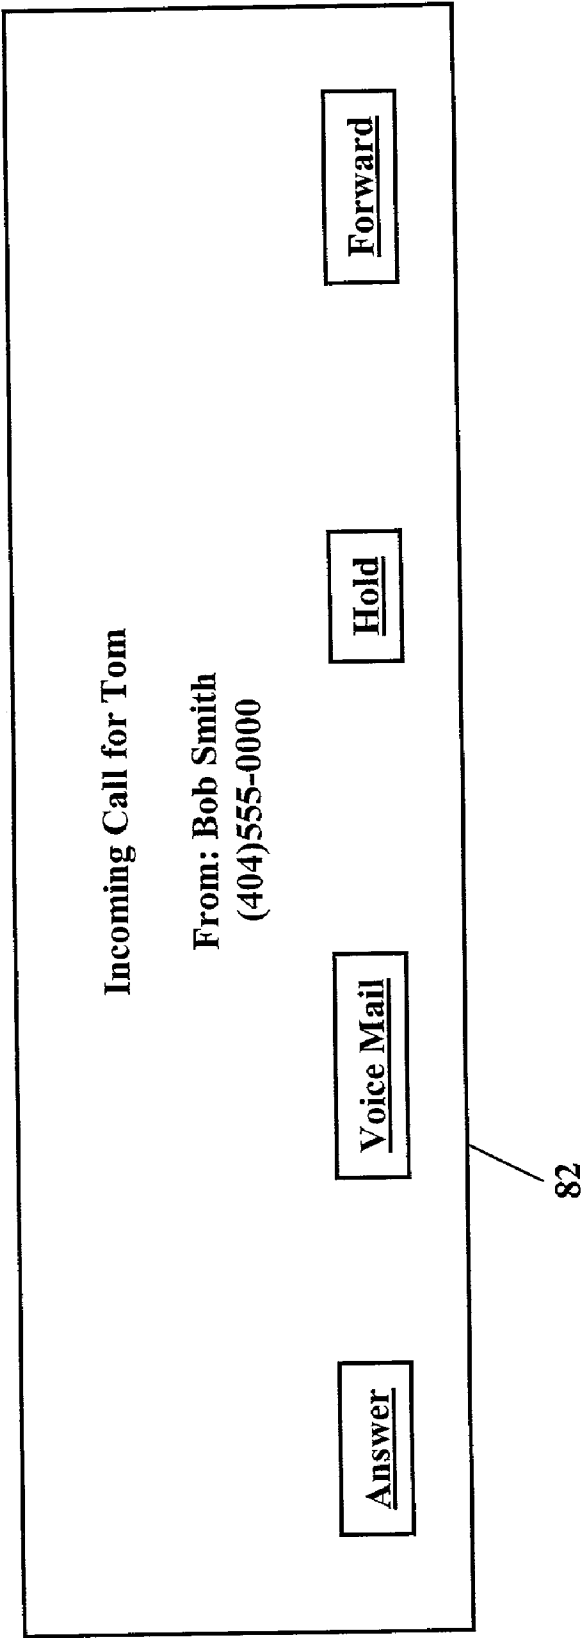 Incoming Call for Tom
From: Bob Smith
(404)555-0000
Answer
Voice Mail
Hold
Forward
82